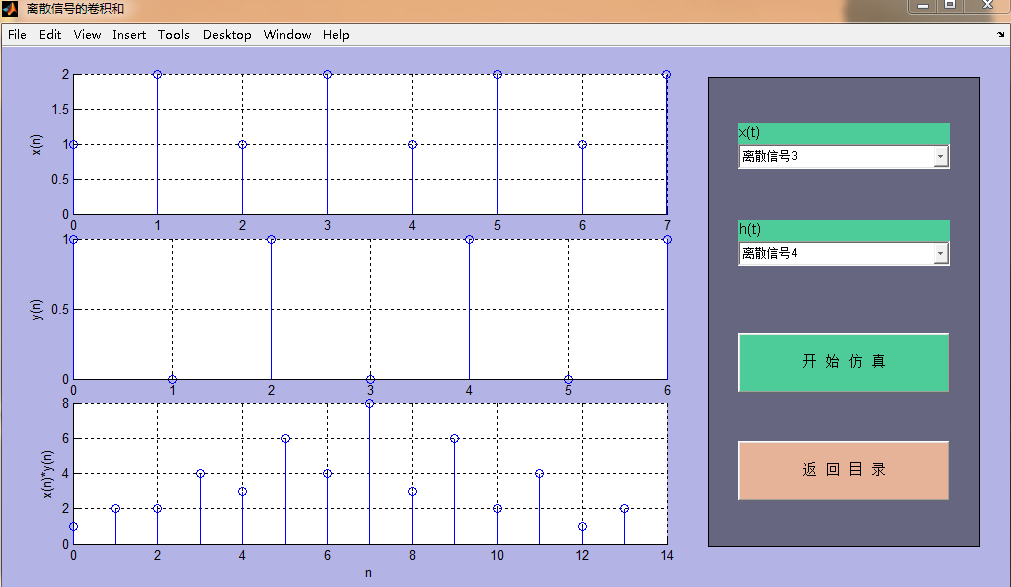 离散信号的卷积和
File Edit View Insert Tools Desktop Window Help
2
1.5
1
0.5
0
x(n)
0 1 2 3 4 5 6 7
1
0.5
0
y(n)
0 1 2 3 4 5 6
8
6
4
2
0
x(n)*y(n)
0 2 4 6 8 10 12 14
n
x(t)
离散信号3
h(t)
离散信号4
开 始 仿 真
返 回 目 录